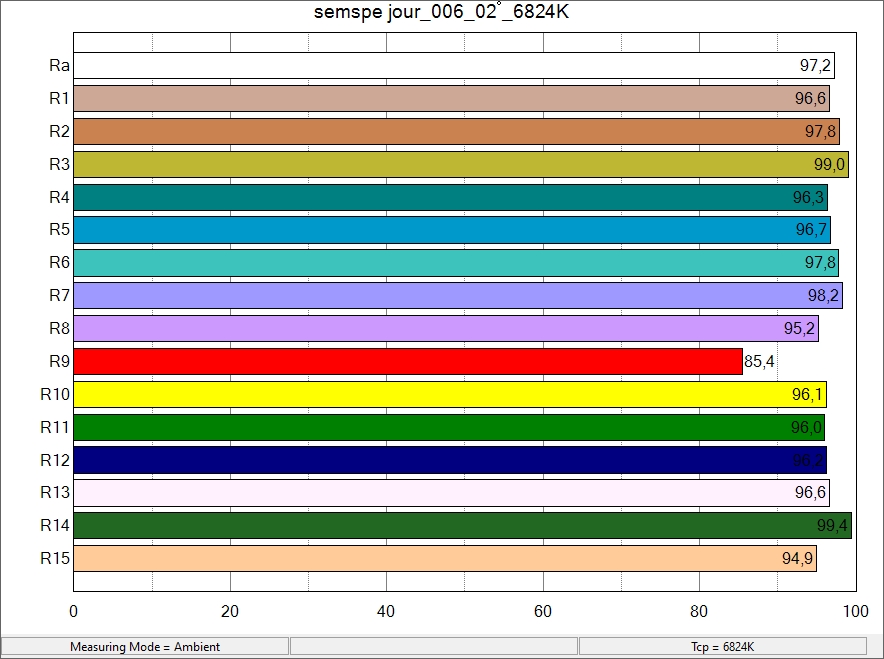 semspe jour_006_02°_6824K
Ra 97,2
R1 96,6
R2 97,8
R3 99,0
R4 96,3
R5 96,7
R6 97,8
R7 98,2
R8 95,2
R9 85,4
R10 96,1
R11 96,0
R12 96,2
R13 96,6
R14 99,4
R15 94,9
0 20 40 60 80 100
Measuring Mode = Ambient Tcp = 6824K